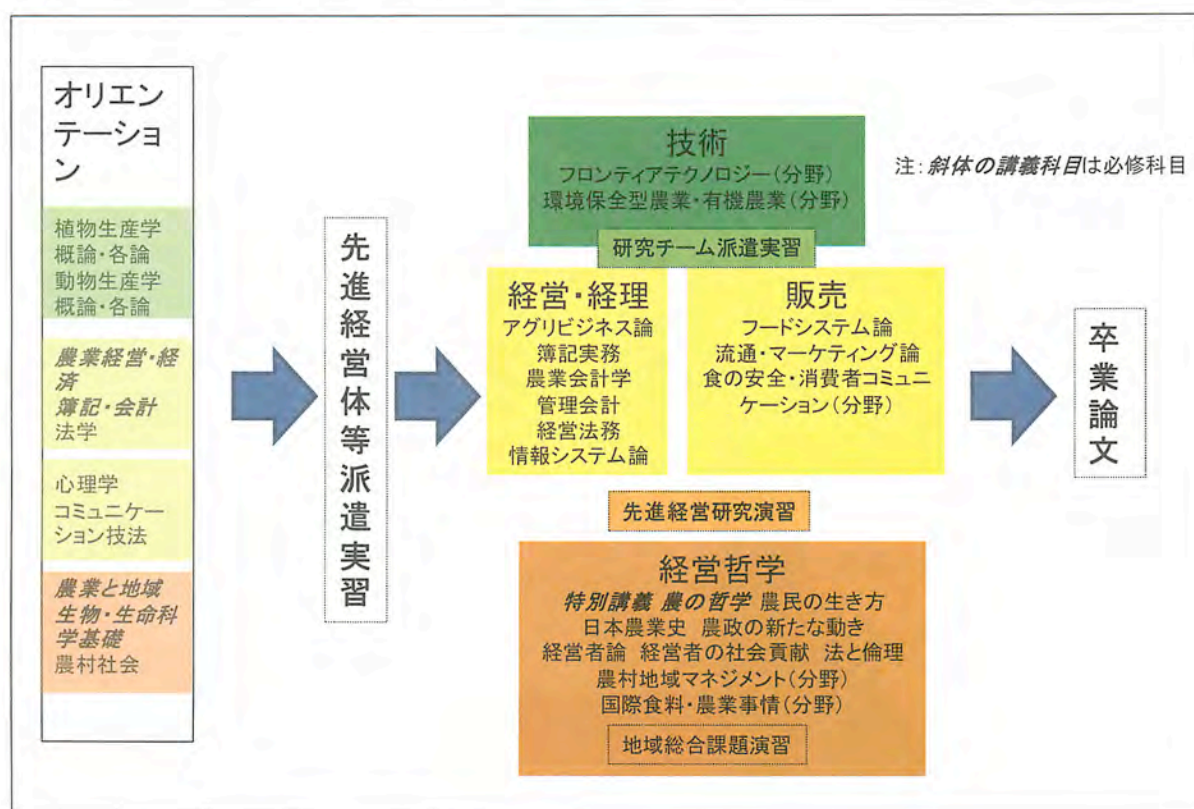 オリエン
テーショ
ン
植物生産学
概論・各論
動物生産学
概論・各論
農業経営・経
済
簿記・会計
法学
心理学
コミュニケー
ション技法
農業と地域
生物・生命科
学基礎
農村社会
先進経営体等派遣実習
技術
フロンティアテクノロジー(分野)
環境保全型農業・有機農業(分野)
研究チーム派遣実習
経営・経理
アグリビジネス論
簿記実務
農業会計学
管理会計
経営法務
情報システム論
販売
フードシステム論
流通・マーケティング論
食の安全・消費者コミュニ
ケーション(分野)
先進経営研究演習
経営哲学
特別講義 農の哲学 農民の生き方
日本農業史 農政の新たな動き
経営者論 経営者の社会貢献 法と倫理
農村地域マネジメント(分野)
国際食料・農業事情(分野)
地域総合課題演習
注:斜体の講義科目は必修科目
卒業論文